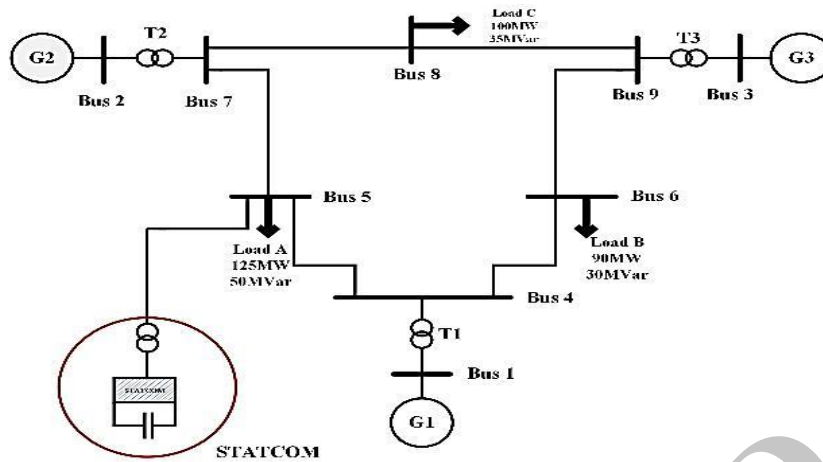 Load C
100MW
35MVar
T2
G2
Bus 2
Bus 7
Bus 8
T3
G3
Bus 9
Bus 3
Bus 5
Load A
125MW
50MVar
Bus 6
Load B
90MW
30MVar
Bus 4
T1
Bus 1
G1
STATCOM
STATCOM